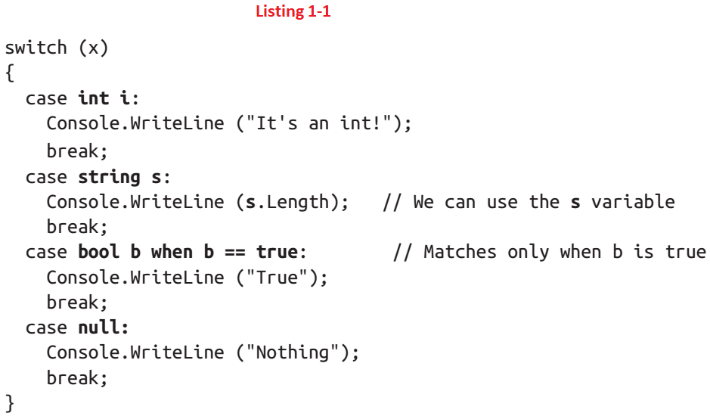 Listing 1-1
switch (x)
{
  case int i:
    Console.WriteLine ("It's an int!");
    break;
  case string s:
    Console.WriteLine (s.Length);   // We can use the s variable
    break;
  case bool b when b == true:        // Matches only when b is true
    Console.WriteLine ("True");
    break;
  case null:
    Console.WriteLine ("Nothing");
    break;
}